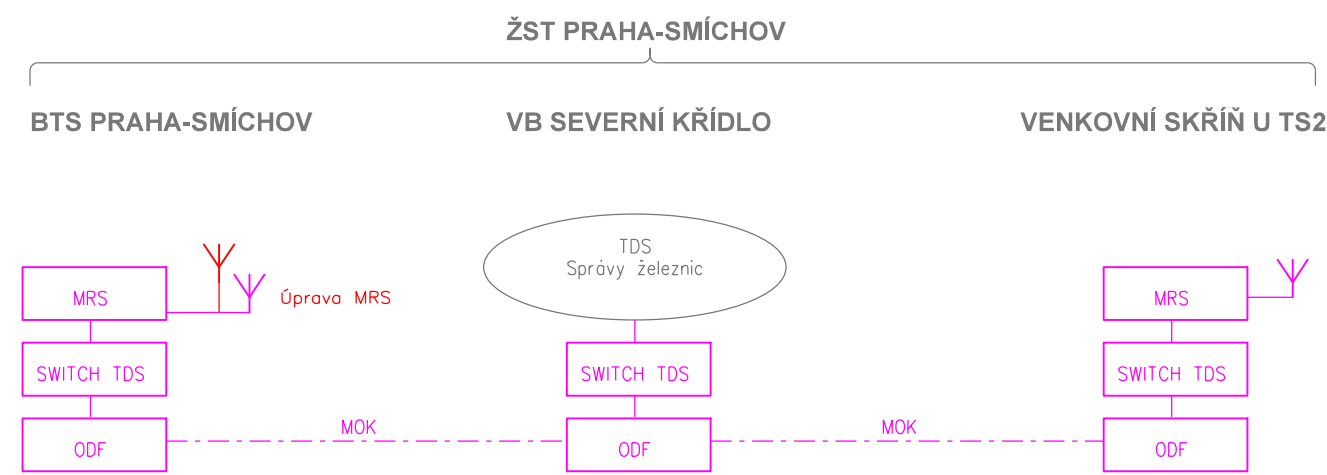 ŽST PRAHA-SMÍCHOV
BTS PRAHA-SMÍCHOV
VB SEVERNÍ KŘÍDLO
VENKOVNÍ SKŘÍŇ U TS2
TDS
Správy železnic
MRS
Úprava MRS
MRS
SWITCH TDS
SWITCH TDS
SWITCH TDS
ODF
MOK
ODF
MOK
ODF